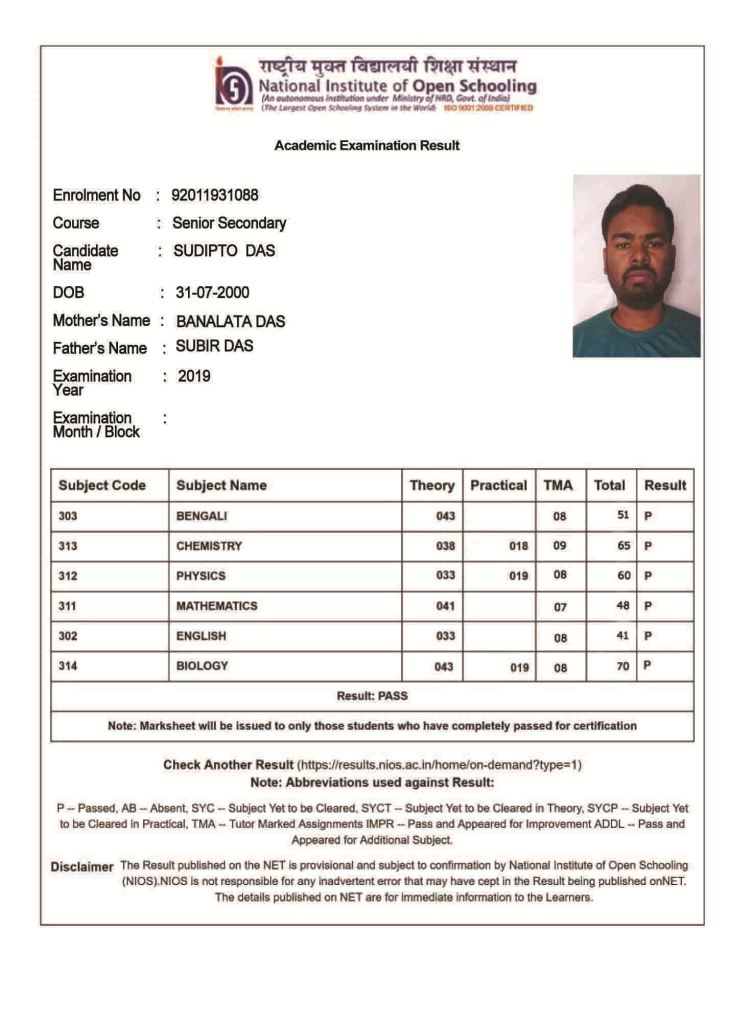 राष्ट्रीय मुक्त विद्यालयी शिक्षा संस्थान
National Institute of Open Schooling
(An autonomous institution under Ministry of HRD, Govt. of India)
(The Largest Open Schooling System in the World) ISO 9001:2008 CERTIFIED
Academic Examination Result
Enrolment No : 92011931088
Course : Senior Secondary
Candidate Name : SUDIPTO DAS
DOB : 31-07-2000
Mother's Name : BANALATA DAS
Father's Name : SUBIR DAS
Examination Year : 2019
Examination Month / Block :
Subject Code Subject Name Theory Practical TMA Total Result
303 BENGALI 043 08 51 P
313 CHEMISTRY 038 018 09 65 P
312 PHYSICS 033 019 08 60 P
311 MATHEMATICS 041 07 48 P
302 ENGLISH 033 08 41 P
314 BIOLOGY 043 019 08 70 P
Result: PASS
Note: Marksheet will be issued to only those students who have completely passed for certification
Check Another Result (https://results.nios.ac.in/home/on-demand?type=1)
Note: Abbreviations used against Result:
P -- Passed, AB -- Absent, SYC -- Subject Yet to be Cleared, SYCT -- Subject Yet to be Cleared in Theory, SYCP -- Subject Yet
to be Cleared in Practical, TMA -- Tutor Marked Assignments IMPR -- Pass and Appeared for Improvement ADDL -- Pass and
Appeared for Additional Subject.
Disclaimer The Result published on the NET is provisional and subject to confirmation by National Institute of Open Schooling
(NIOS).NIOS is not responsible for any inadvertent error that may have cept in the Result being published onNET.
The details published on NET are for immediate information to the Learners.